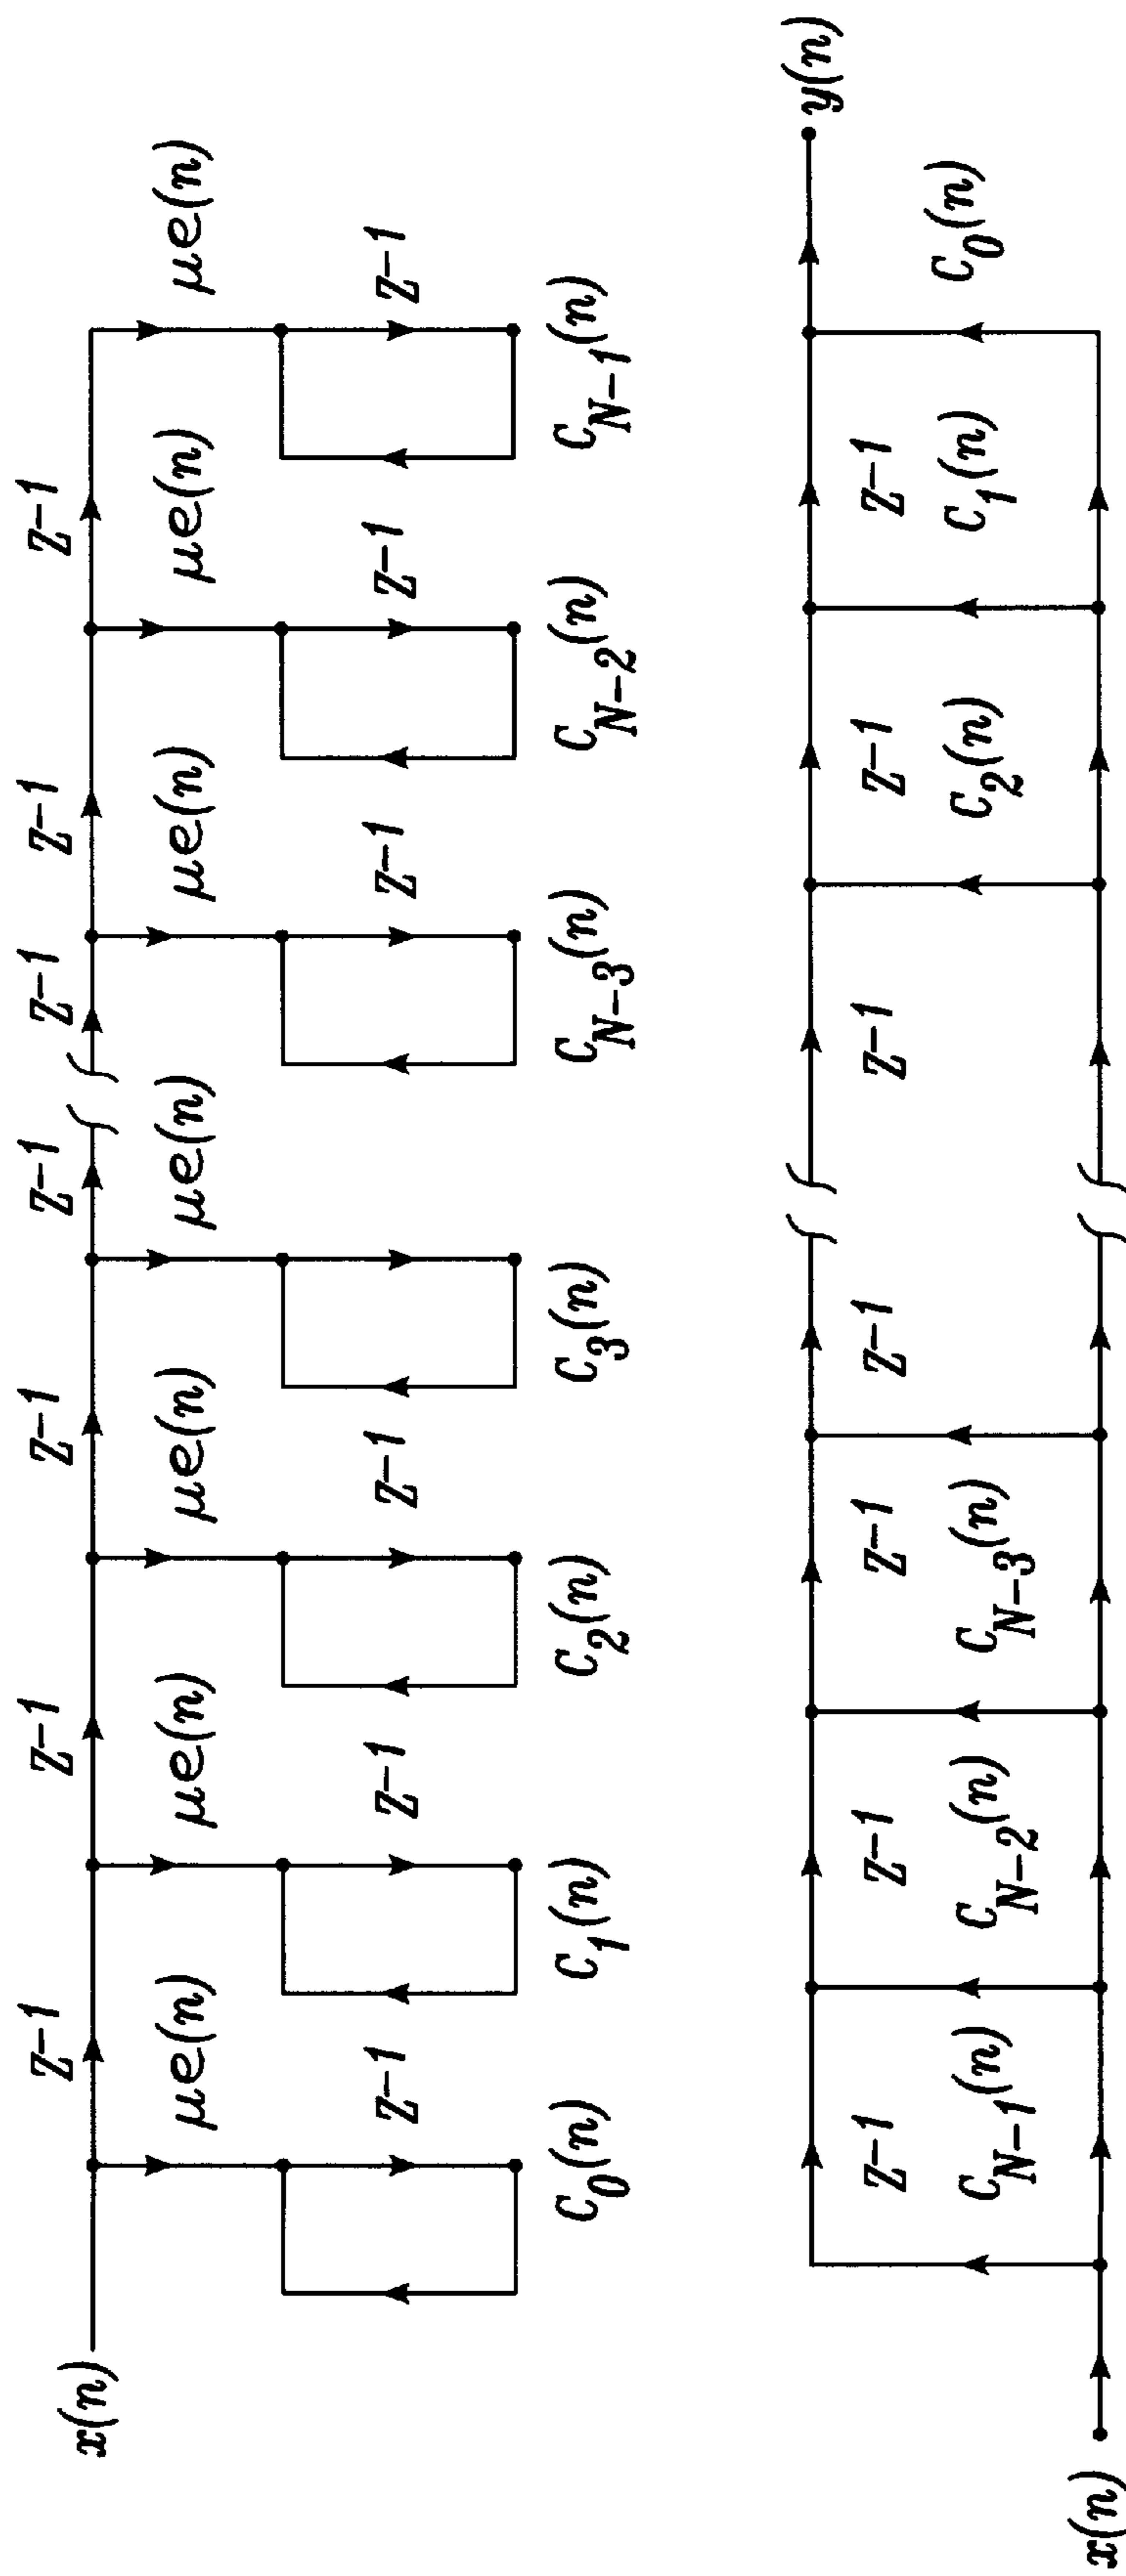 x(n) Z-1 Z-1 Z-1 Z-1 Z-1 Z-1 Z-1
μe(n) μe(n) μe(n) μe(n) μe(n) μe(n) μe(n)
Z-1 Z-1 Z-1 Z-1 Z-1 Z-1
C0(n) C1(n) C2(n) C3(n) CN-3(n) CN-2(n) CN-1(n)
y(n)
Z-1 Z-1 Z-1 Z-1 Z-1 Z-1 Z-1
CN-1(n) CN-2(n) CN-3(n) C2(n) C1(n) C0(n)
x(n)